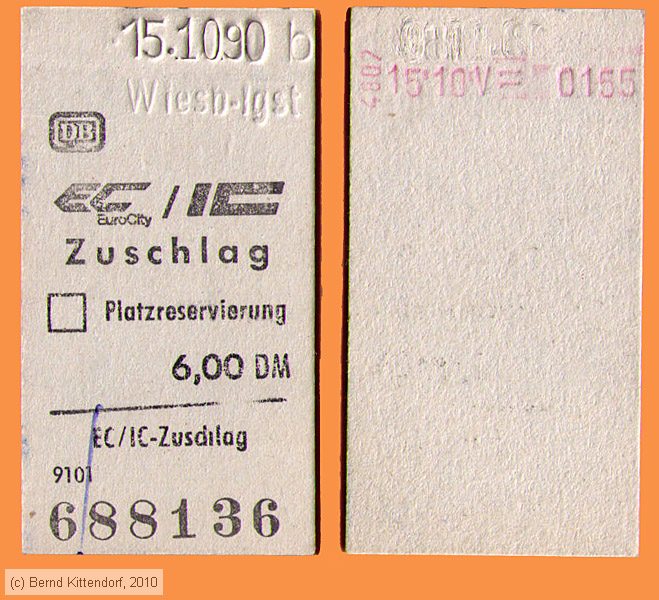 15.10.90 b
Wiesb-Igst
DB
EC / IC
EuroCity
Zuschlag
Platzreservierung
6,00 DM
EC/IC-Zuschlag
9101
688136
4602
15·10 V 0155
(c) Bernd Kittendorf, 2010